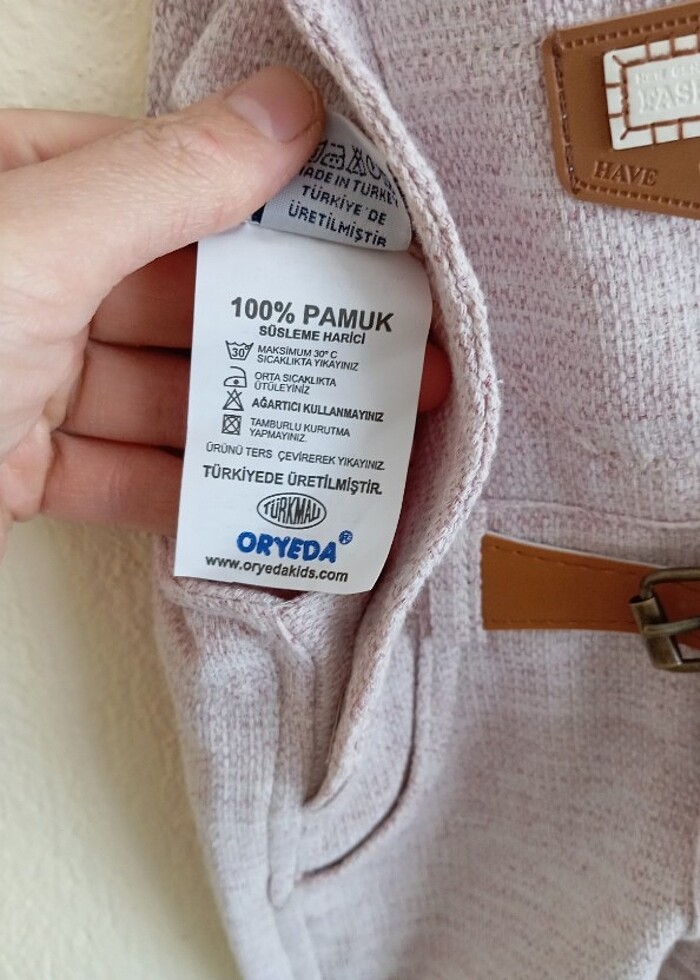 MADE IN TURKEY
TÜRKİYE'DE
ÜRETİLMİŞTİR
100% PAMUK
SÜSLEME HARİCİ
30°
MAKSİMUM 30° C
SICAKLIKTA YIKAYINIZ
ORTA SICAKLIKTA
ÜTÜLEYİNİZ
AĞARTICI KULLANMAYINIZ
TAMBURLU KURUTMA
YAPMAYINIZ.
ÜRÜNÜ TERS ÇEVİREREK YIKAYINIZ.
TÜRKİYEDE ÜRETİLMİŞTİR.
TÜRKMALI
ORYEDA®
www.oryedakids.com
HAVE